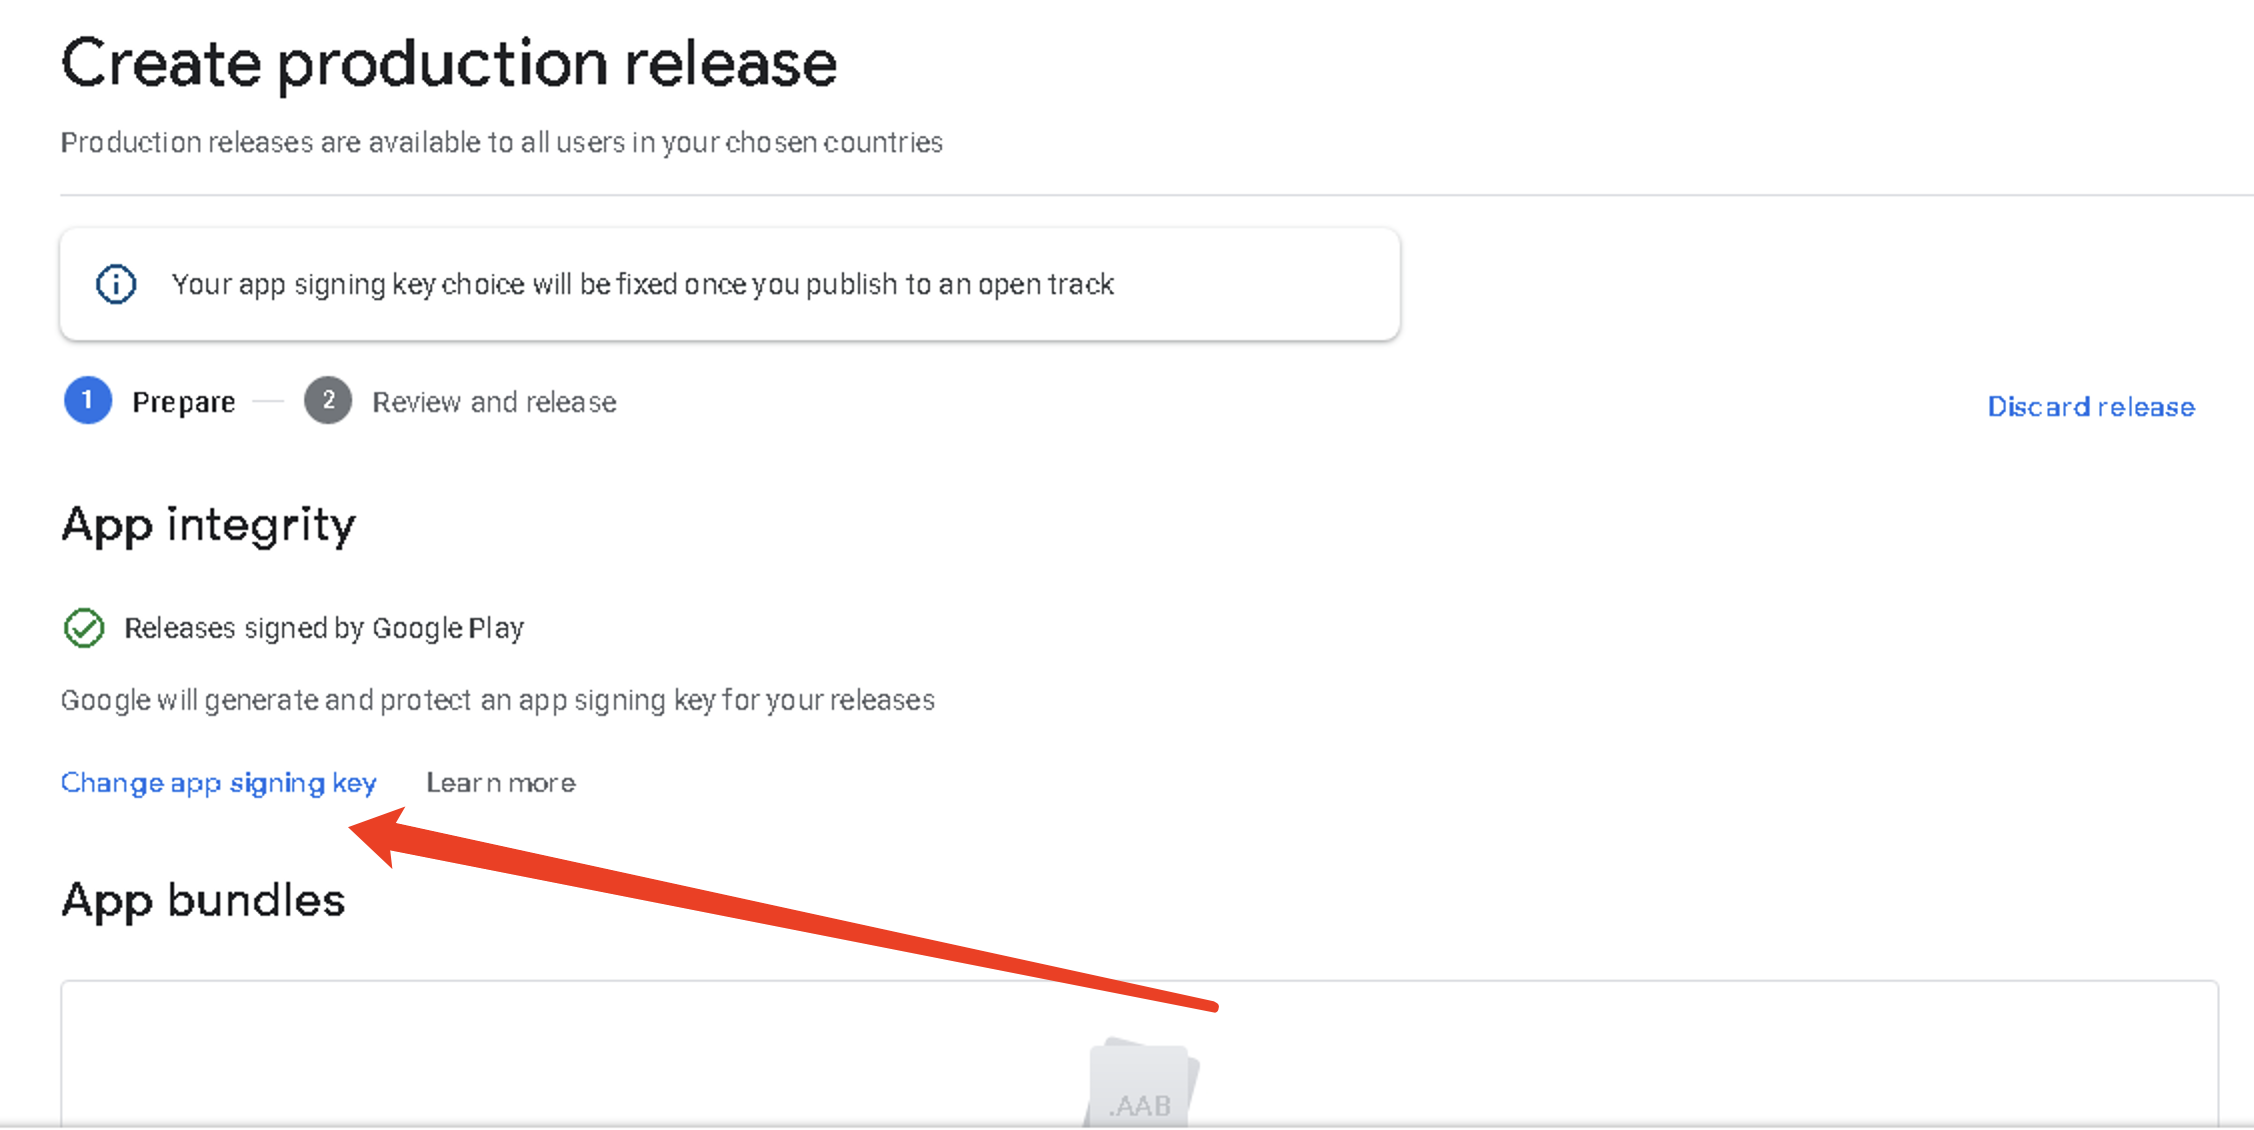 Create production release
Production releases are available to all users in your chosen countries
Your app signing key choice will be fixed once you publish to an open track
1 Prepare 2 Review and release Discard release
App integrity
Releases signed by Google Play
Google will generate and protect an app signing key for your releases
Change app signing key Learn more
App bundles
.AAB